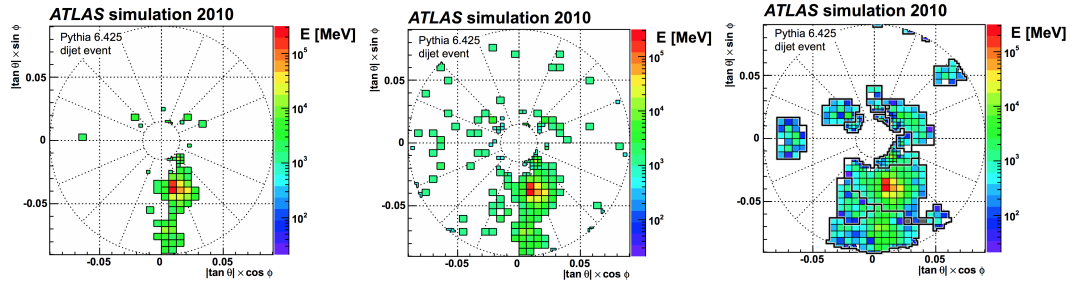 ATLAS simulation 2010
Pythia 6.425
dijet event
E [MeV]
10⁵
10⁴
10³
10²
|tan θ| × sin ϕ
0.05
0
-0.05
-0.05
0
0.05
|tan θ| × cos ϕ
ATLAS simulation 2010
Pythia 6.425
dijet event
E [MeV]
10⁵
10⁴
10³
10²
|tan θ| × sin ϕ
0.05
0
-0.05
-0.05
0
0.05
|tan θ| × cos ϕ
ATLAS simulation 2010
Pythia 6.425
dijet event
E [MeV]
10⁵
10⁴
10³
10²
|tan θ| × sin ϕ
0.05
0
-0.05
-0.05
0
0.05
|tan θ| × cos ϕ